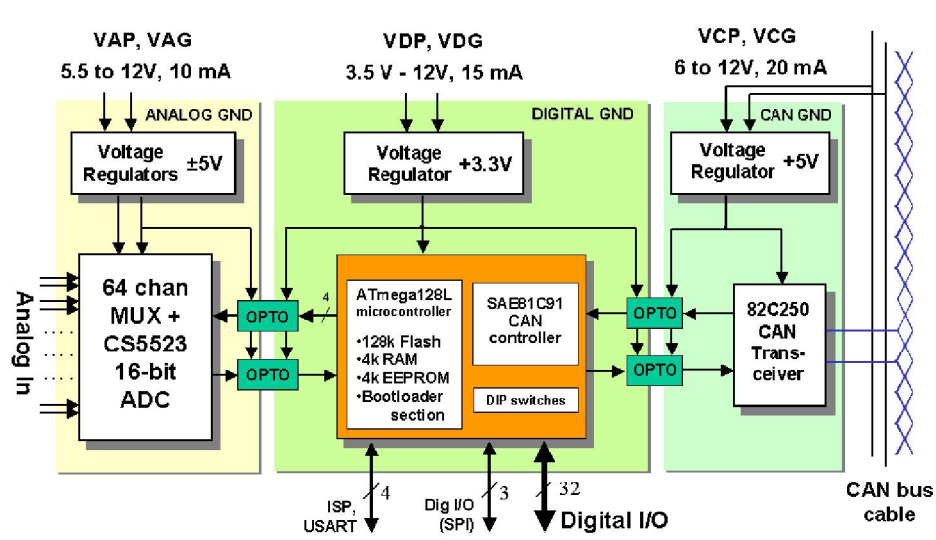 VAP, VAG
5.5 to 12V, 10 mA
VDP, VDG
3.5 V - 12V, 15 mA
VCP, VCG
6 to 12V, 20 mA
ANALOG GND
DIGITAL GND
CAN GND
Voltage
Regulators ±5V
Voltage
Regulator +3.3V
Voltage
Regulator +5V
Analog In
64 chan
MUX +
CS5523
16-bit
ADC
OPTO
OPTO
4
ATmega128L
microcontroller
•128k Flash
•4k RAM
•4k EEPROM
•Bootloader
section
SAE81C91
CAN
controller
DIP switches
OPTO
OPTO
82C250
CAN
Trans-
ceiver
4
ISP,
USART
3
Dig I/O
(SPI)
32
Digital I/O
CAN bus
cable